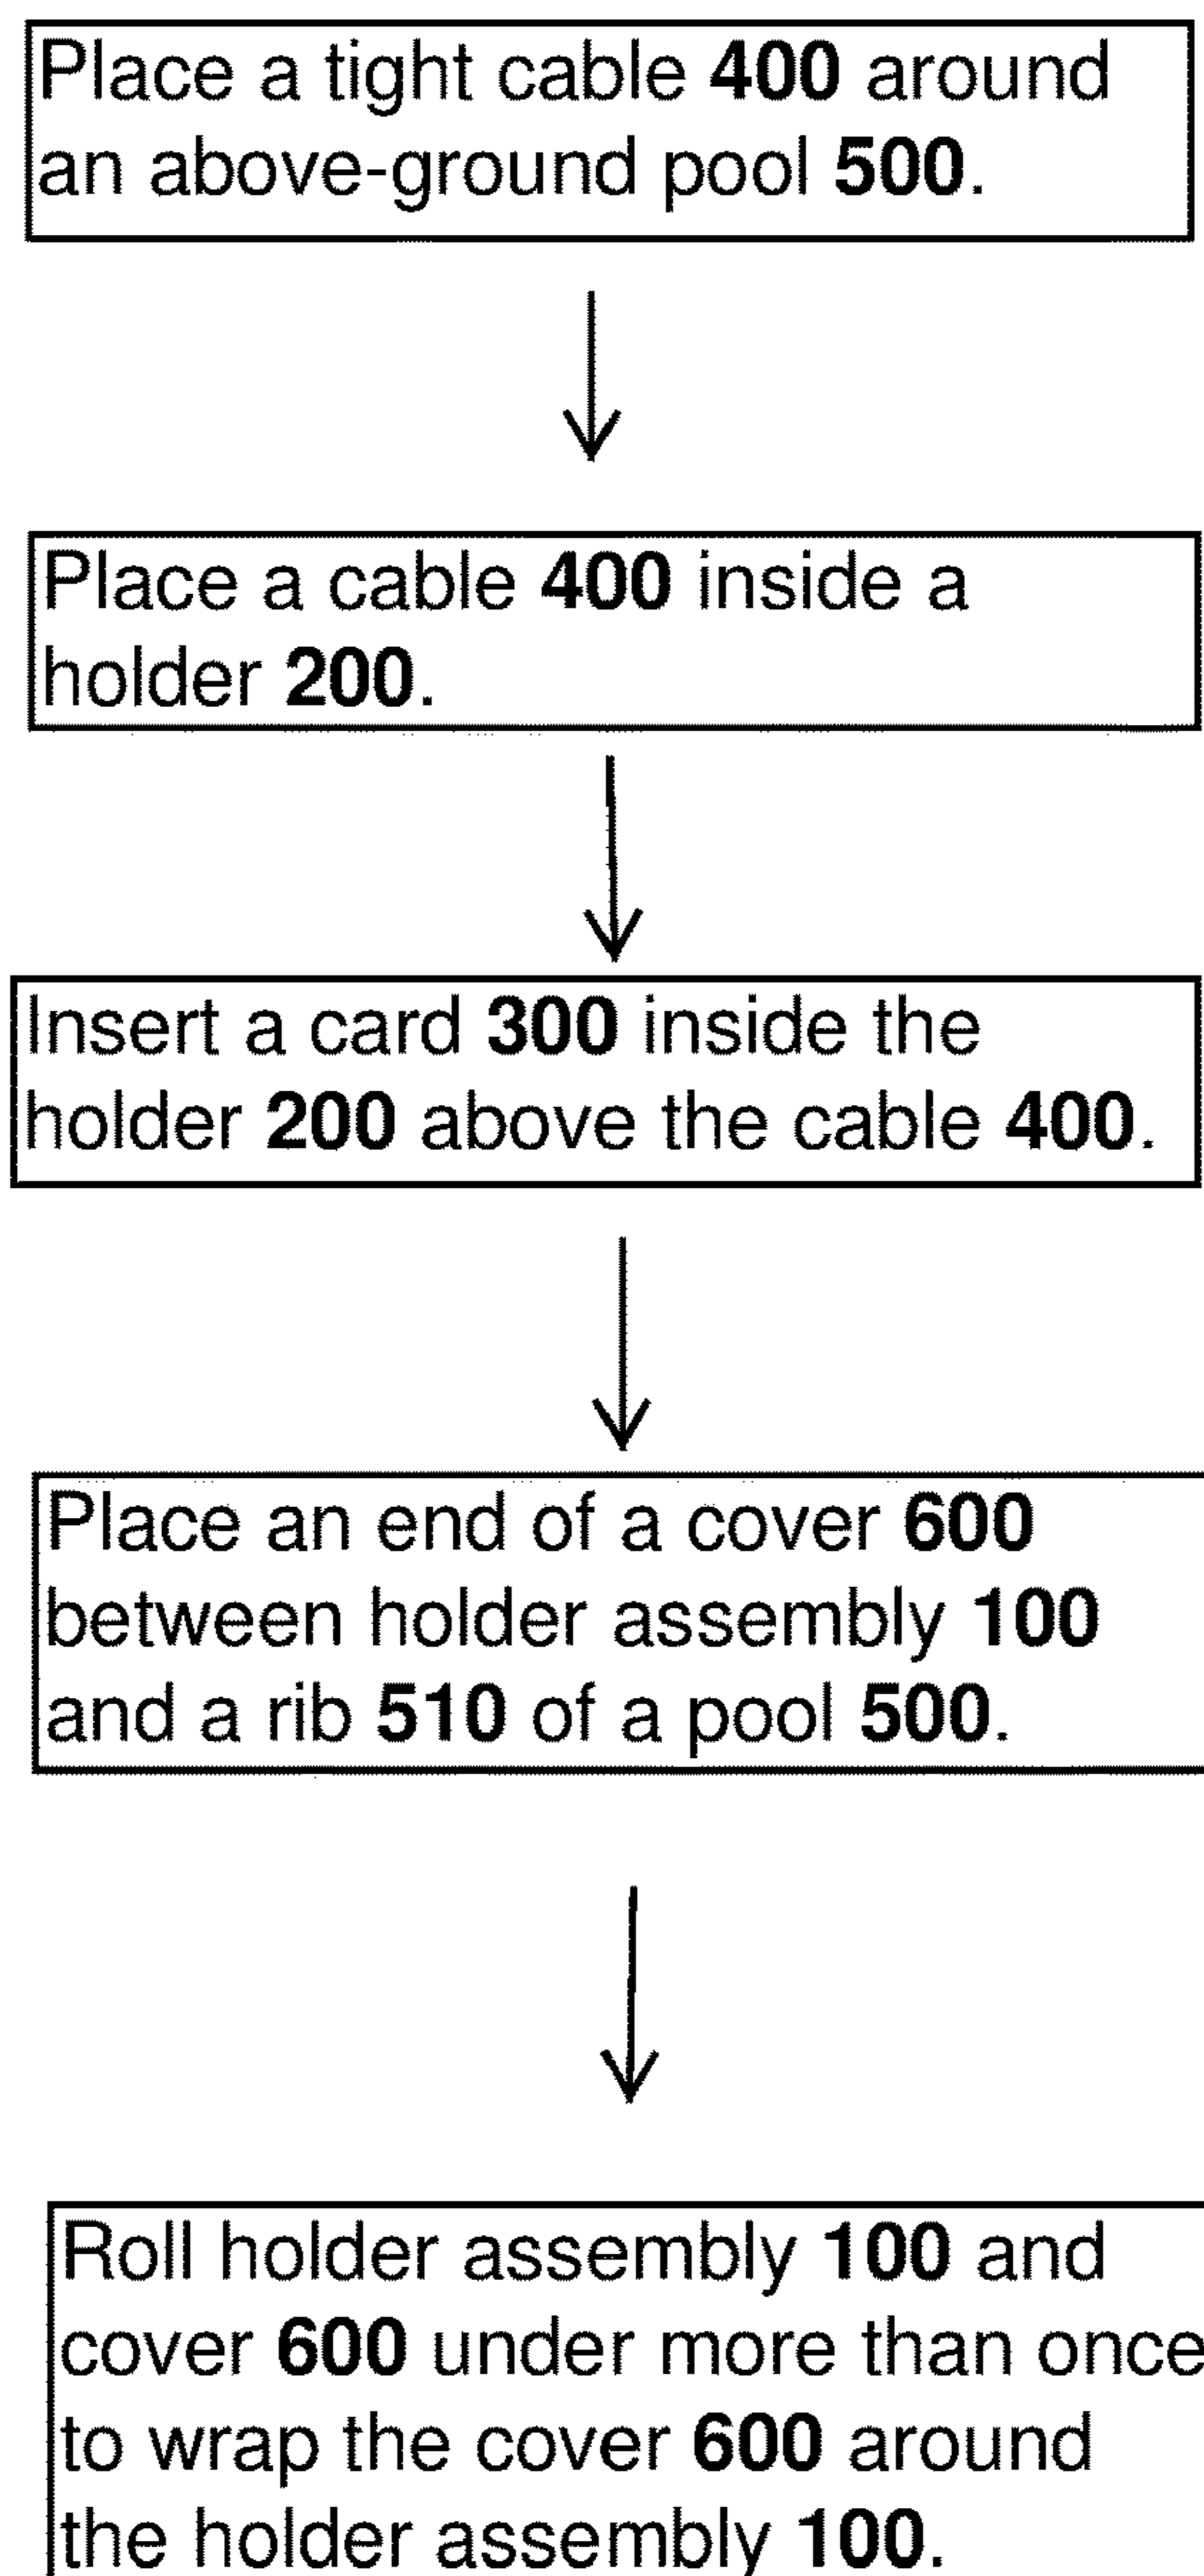 Place a tight cable 400 around
an above-ground pool 500.
Place a cable 400 inside a
holder 200.
Insert a card 300 inside the
holder 200 above the cable 400.
Place an end of a cover 600
between holder assembly 100
and a rib 510 of a pool 500.
Roll holder assembly 100 and
cover 600 under more than once
to wrap the cover 600 around
the holder assembly 100.